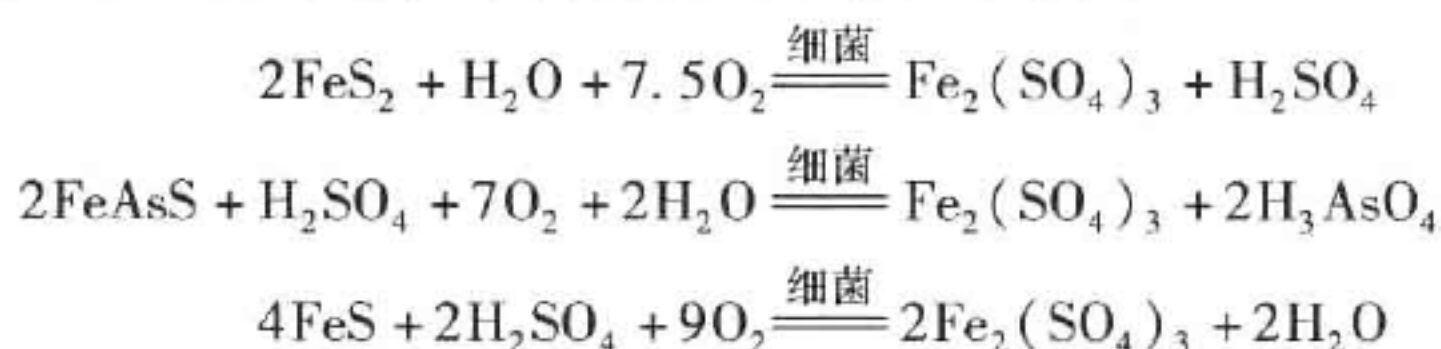 2FeS₂ + H₂O + 7. 5O₂ 细菌 Fe₂(SO₄)₃ + H₂SO₄
2FeAsS + H₂SO₄ + 7O₂ + 2H₂O 细菌 Fe₂(SO₄)₃ + 2H₃AsO₄
4FeS + 2H₂SO₄ + 9O₂ 细菌 2Fe₂(SO₄)₃ + 2H₂O